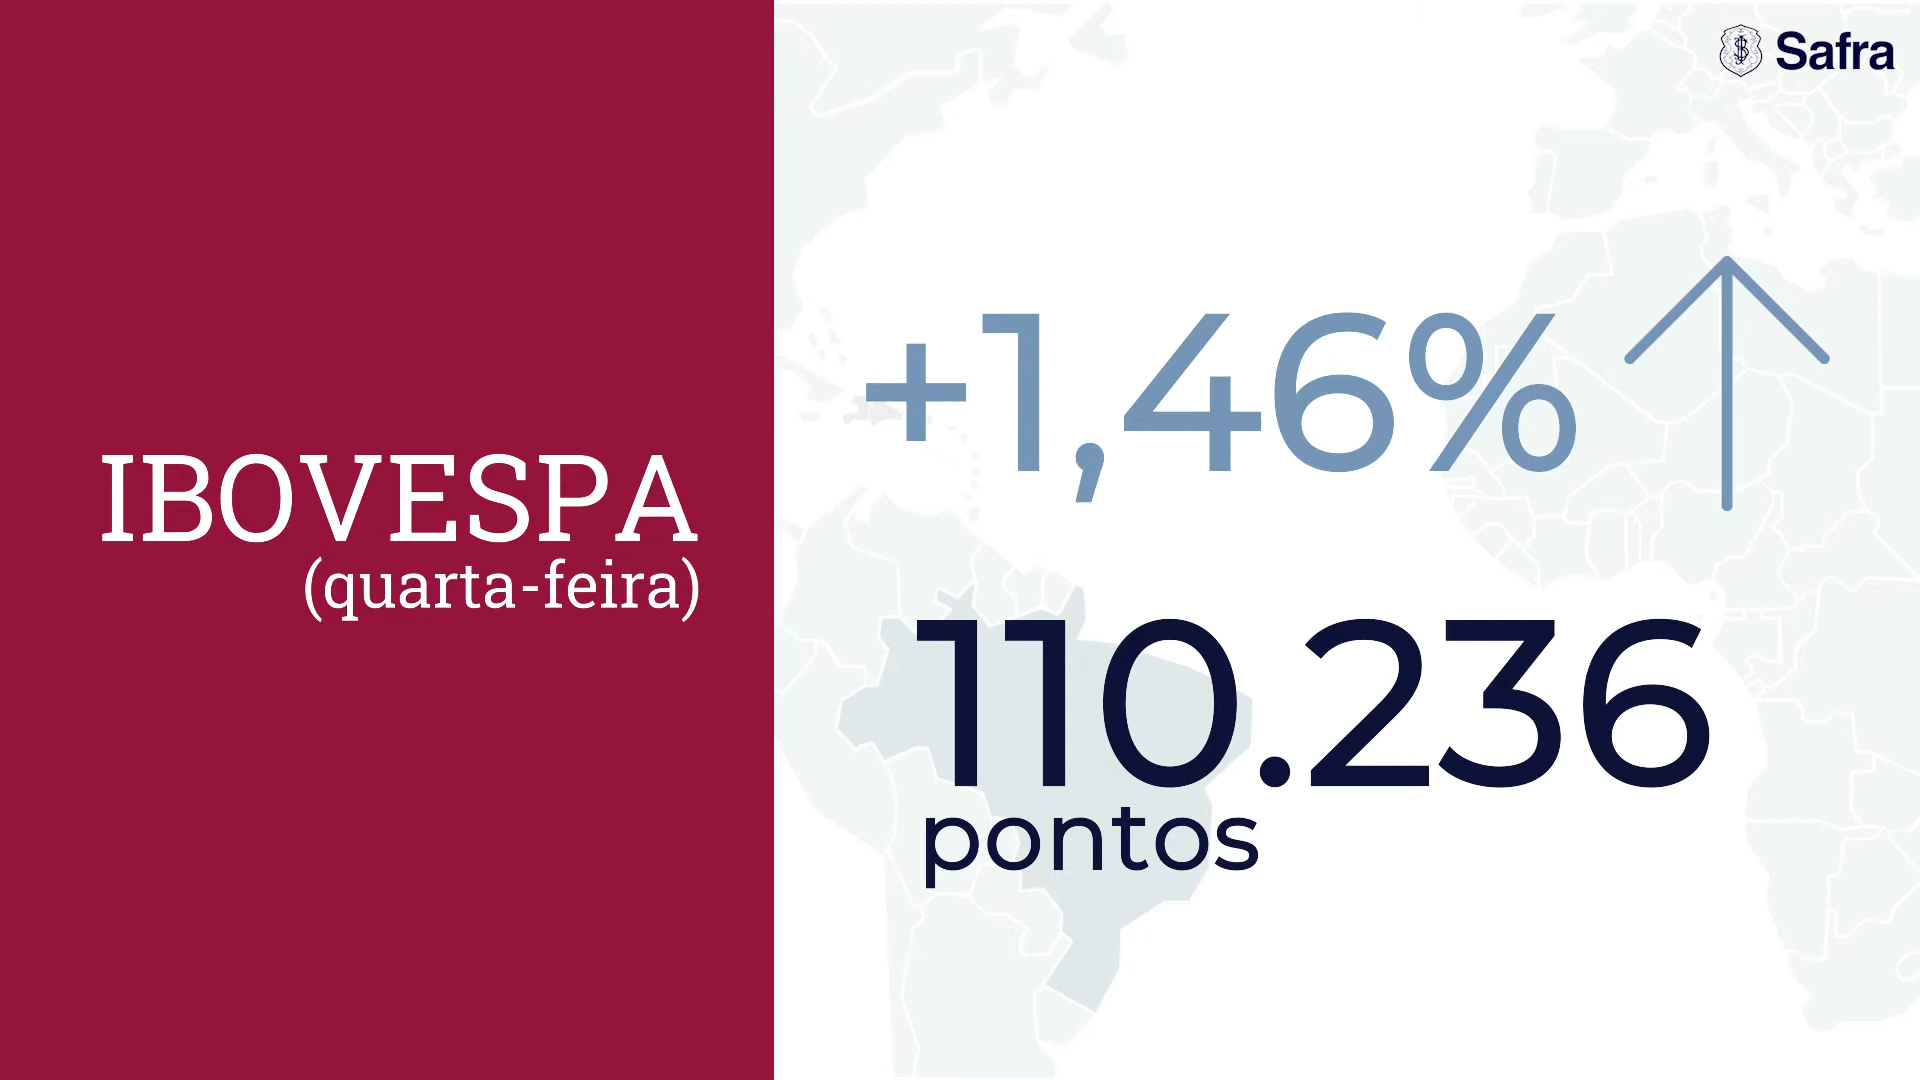 Safra
IBOVESPA
(quarta-feira)
+1,46%
110.236
pontos